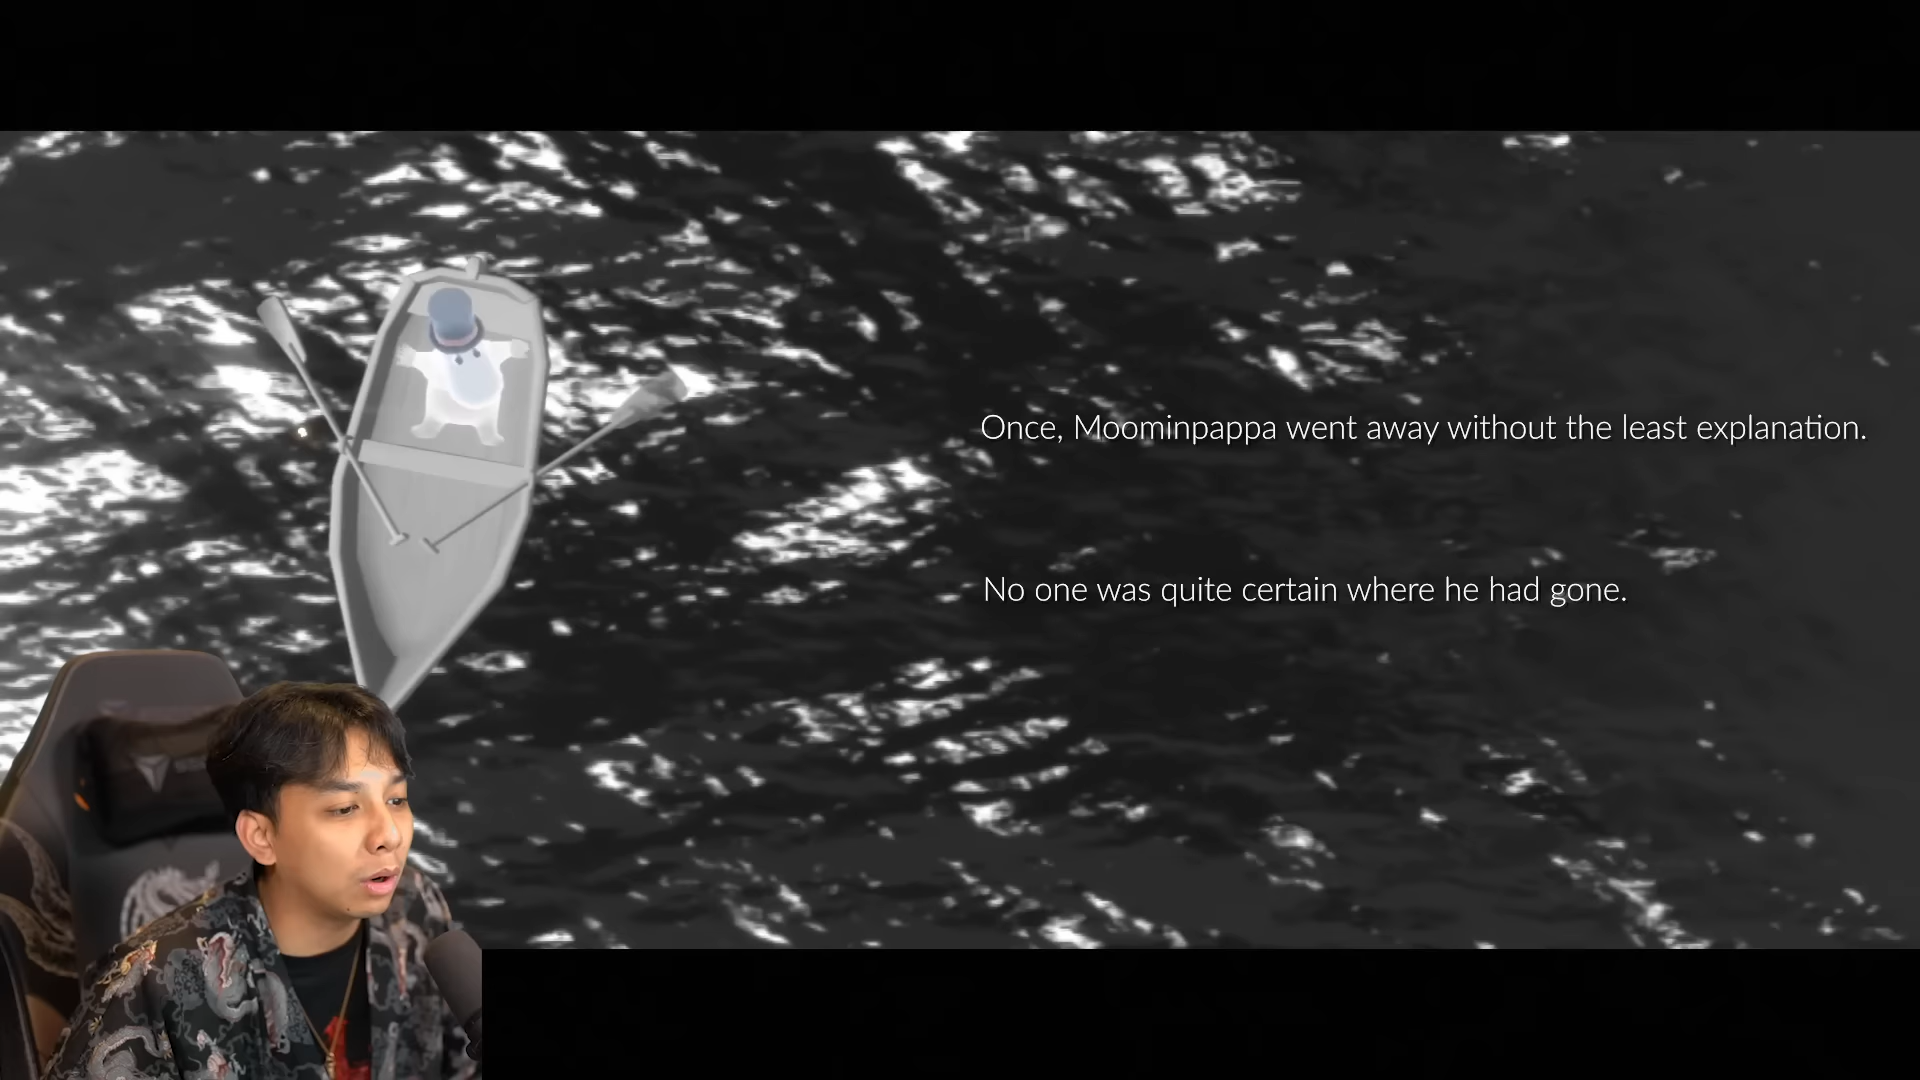 Once, Moominpappa went away without the least explanation.
No one was quite certain where he had gone.